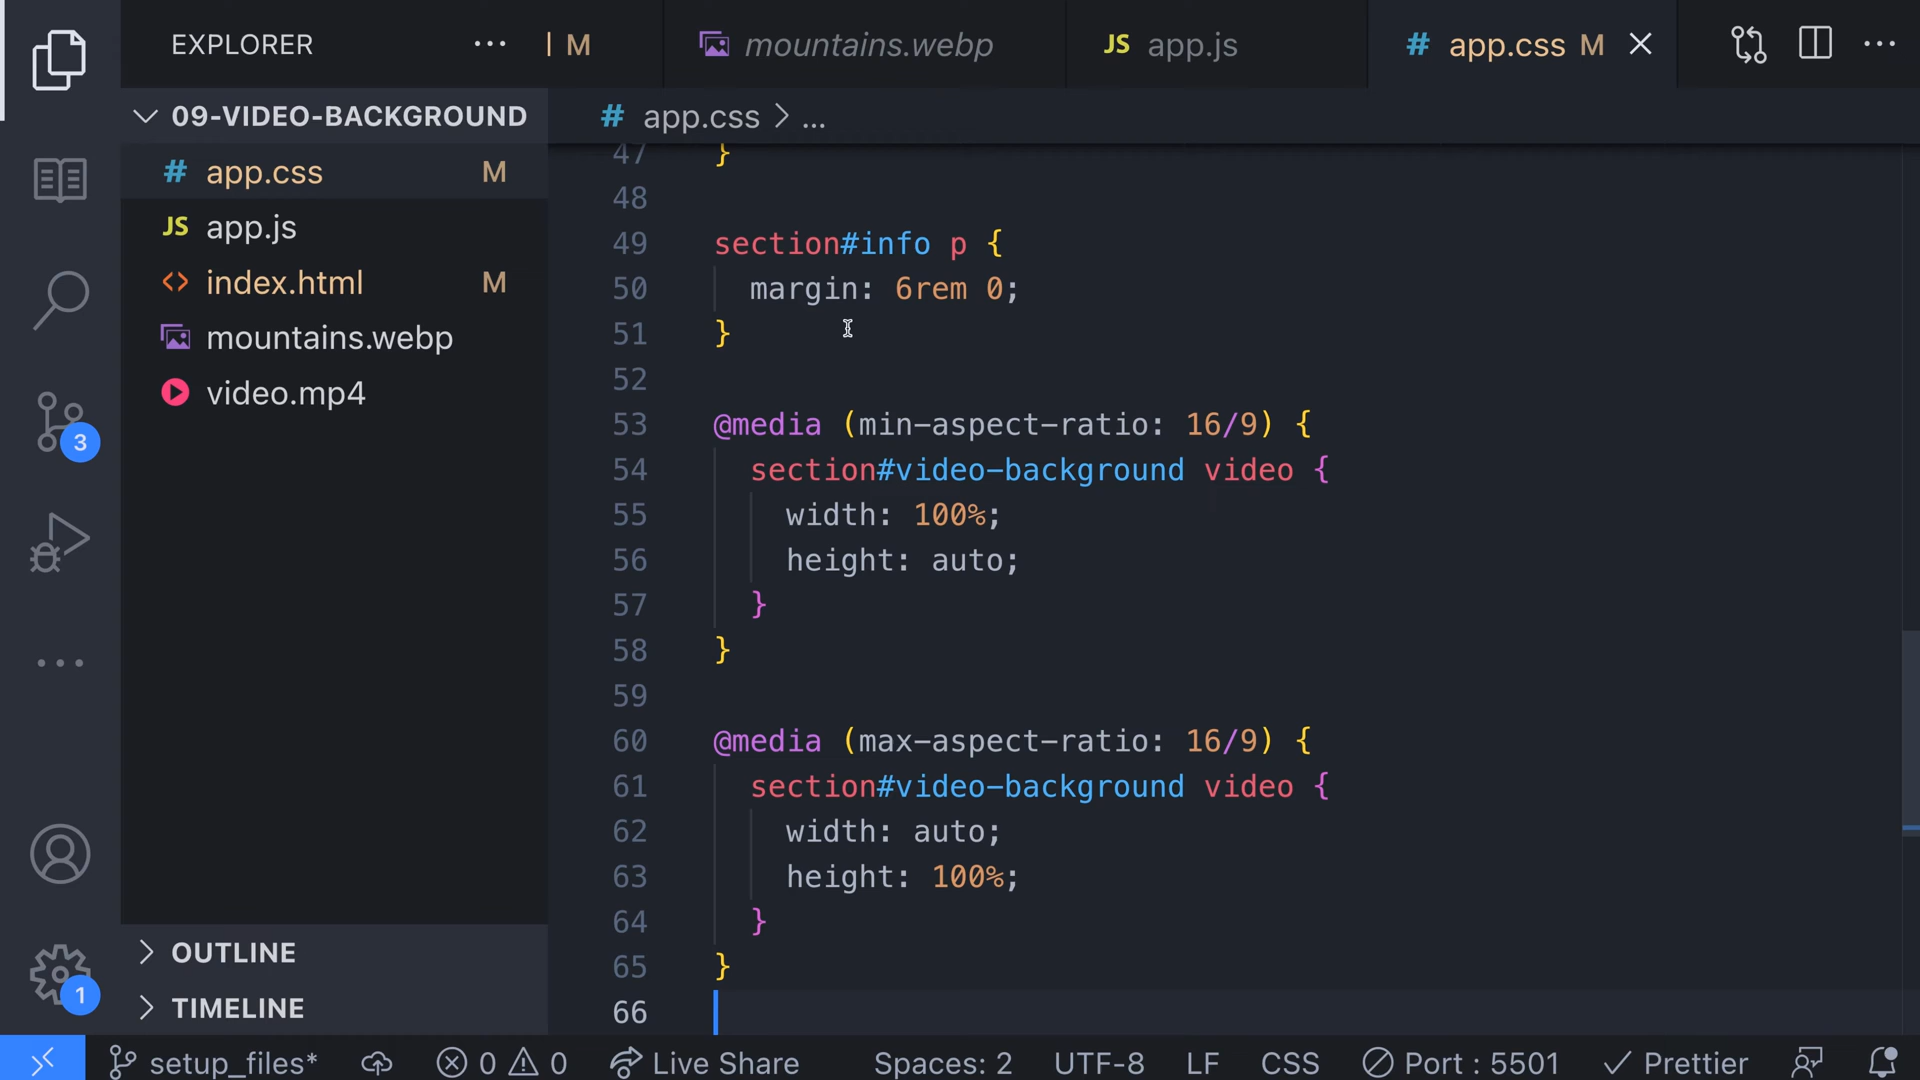 EXPLORER
M
mountains.webp
JS app.js
# app.css M
09-VIDEO-BACKGROUND
# app.css > ...
# app.css M
JS app.js
<> index.html M
mountains.webp
video.mp4
3
OUTLINE
TIMELINE
1
47 }
48
49 section#info p {
50 margin: 6rem 0;
51 }
52
53 @media (min-aspect-ratio: 16/9) {
54 section#video-background video {
55 width: 100%;
56 height: auto;
57 }
58 }
59
60 @media (max-aspect-ratio: 16/9) {
61 section#video-background video {
62 width: auto;
63 height: 100%;
64 }
65 }
66
setup_files* 0 0 Live Share Spaces: 2 UTF-8 LF CSS Port : 5501 Prettier